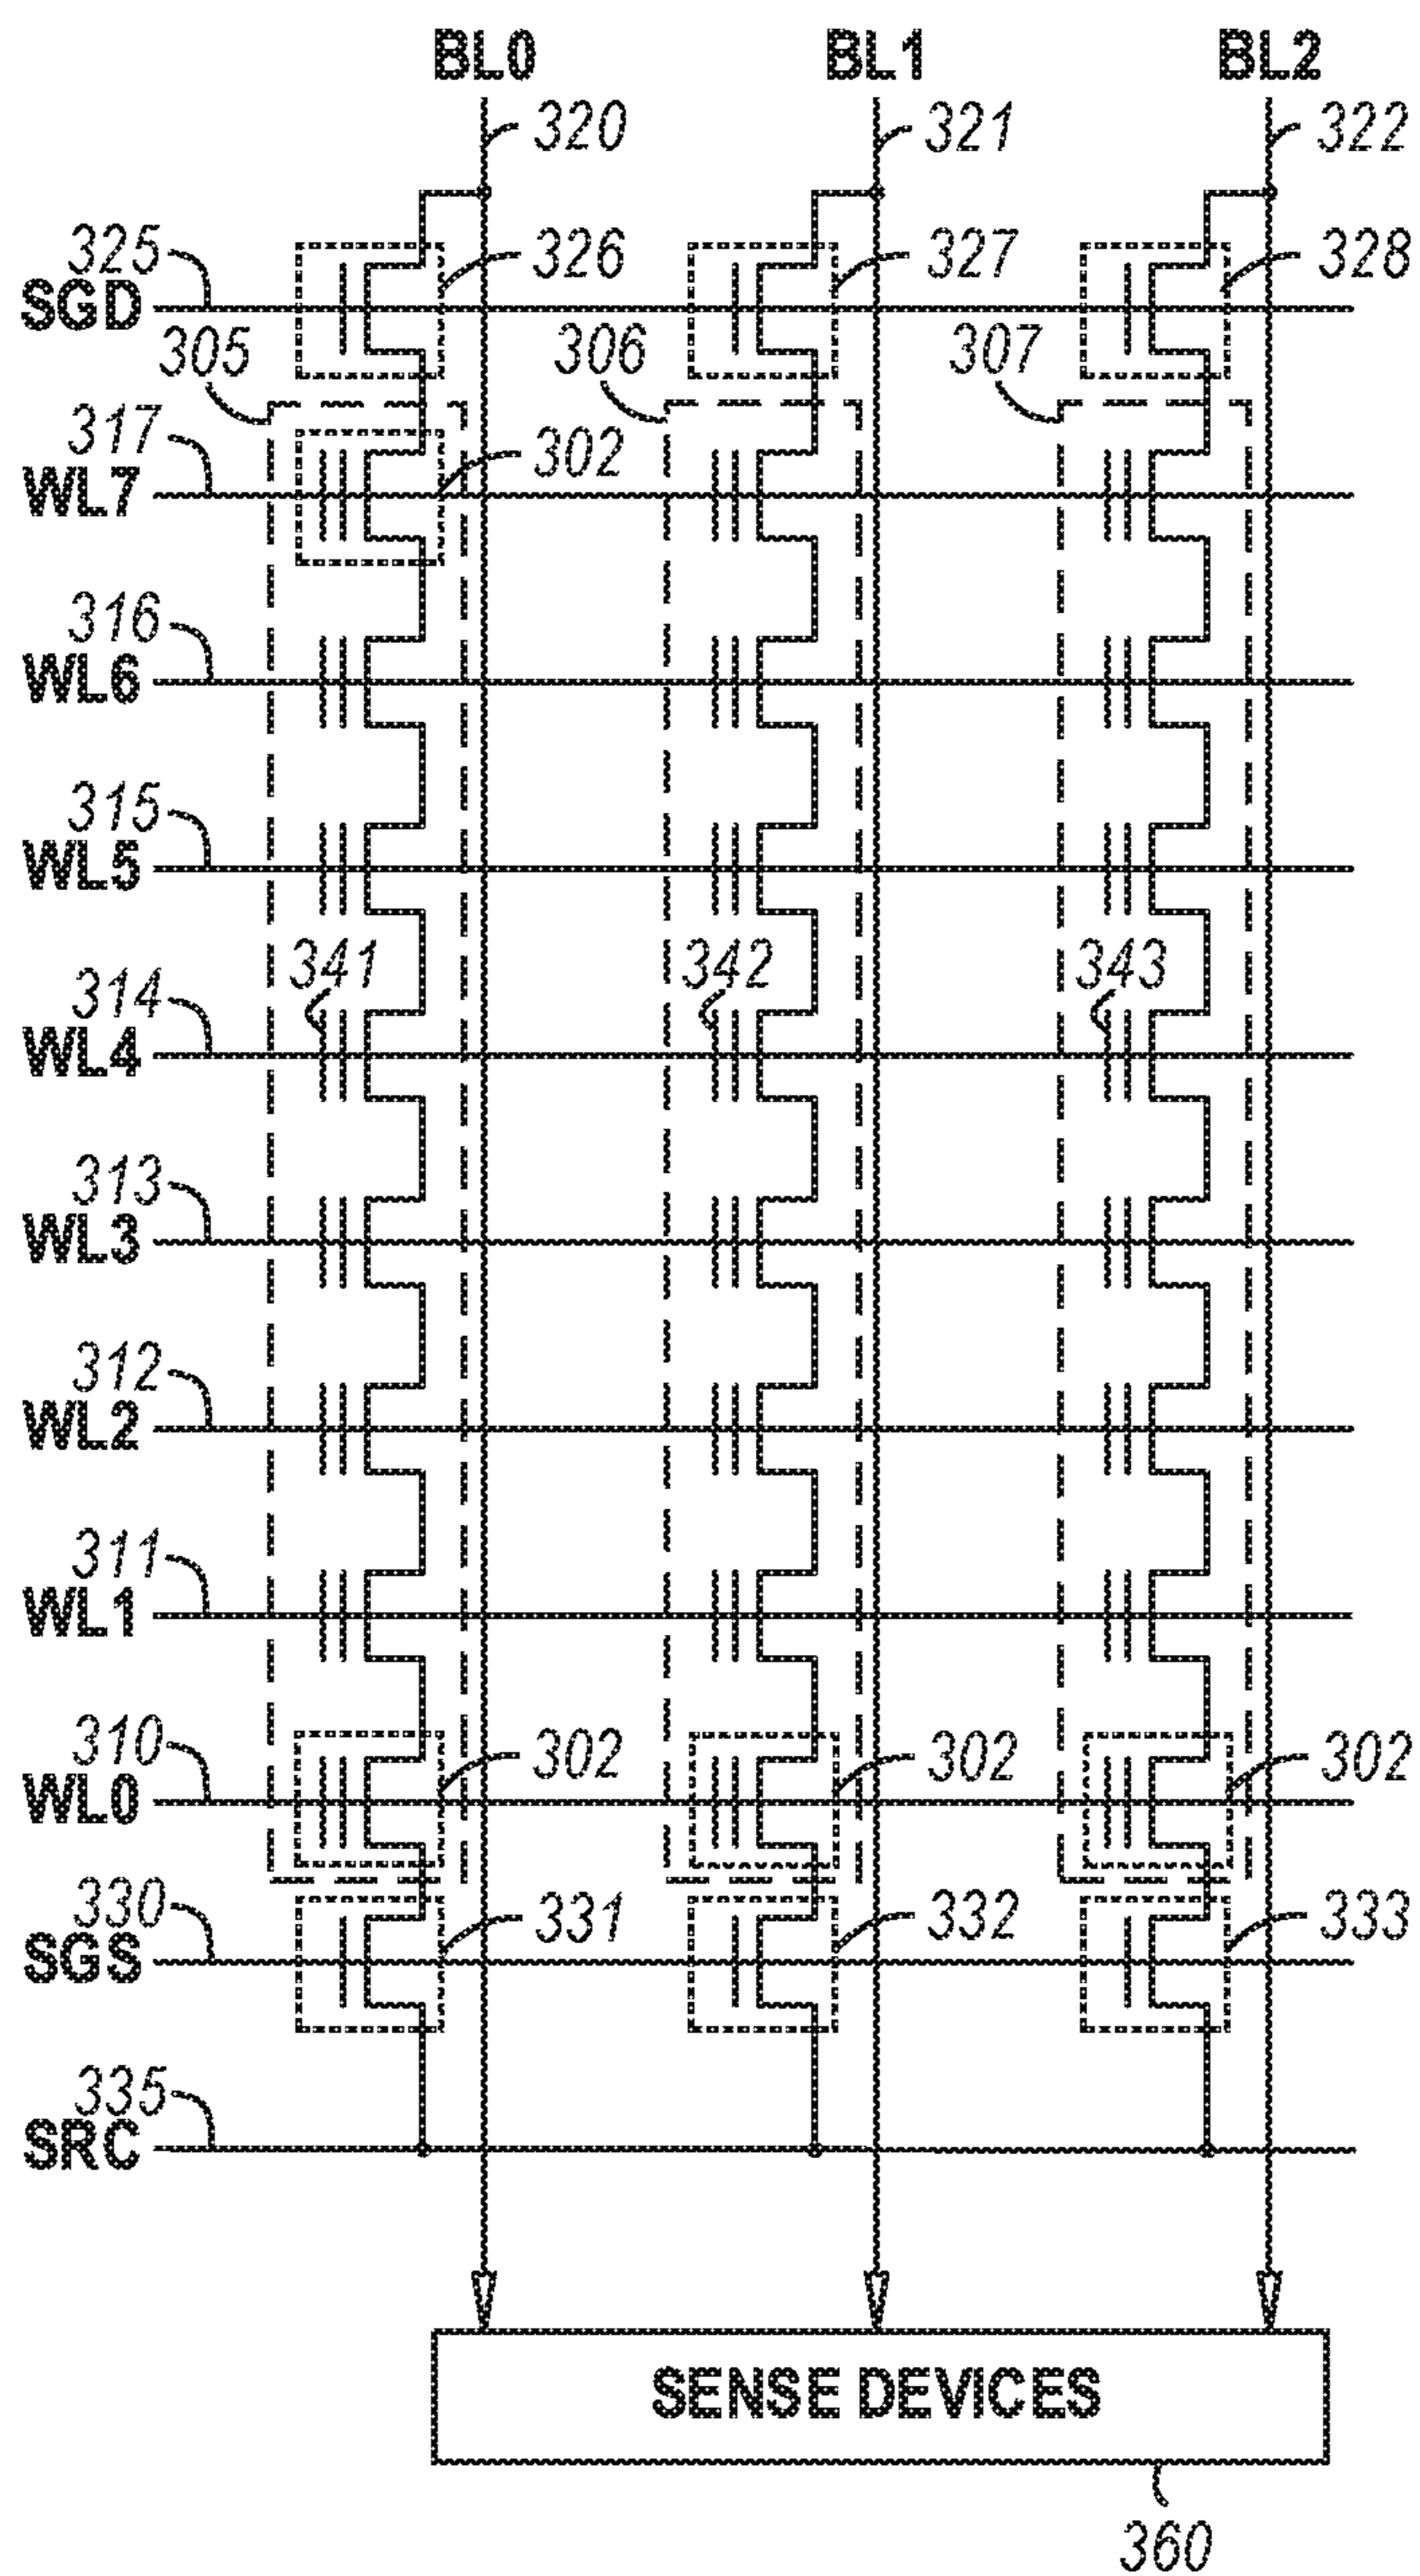 BL0 BL1 BL2
320 321 322
325 326 327 328
SGD
305 306 307
317 302
WL7
316
WL6
315
WL5
341 342 343
314
WL4
313
WL3
312
WL2
311
WL1
310 302 302 302
WL0
330 331 332 333
SGS
335
SRC
SENSE DEVICES
360